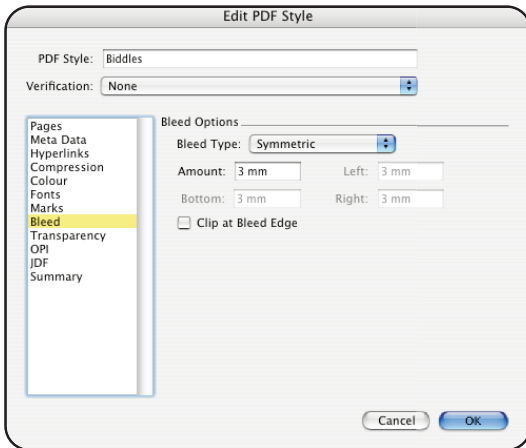 Edit PDF Style
PDF Style: Biddles
Verification: None
Pages
Meta Data
Hyperlinks
Compression
Colour
Fonts
Marks
Bleed
Transparency
OPI
JDF
Summary
Bleed Options
Bleed Type: Symmetric
Amount: 3 mm Left: 3 mm
Bottom: 3 mm Right: 3 mm
Clip at Bleed Edge
Cancel OK